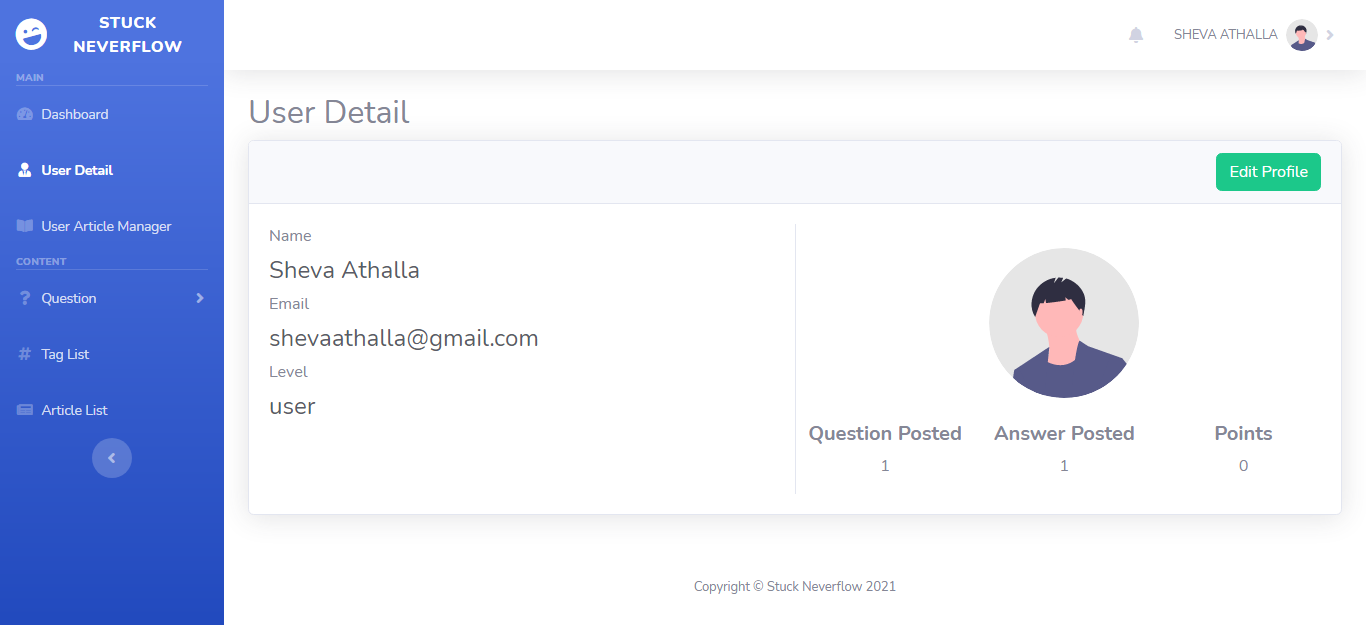 STUCK
NEVERFLOW
MAIN
Dashboard
User Detail
User Article Manager
CONTENT
Question
Tag List
Article List
SHEVA ATHALLA
User Detail
Edit Profile
Name
Sheva Athalla
Email
shevaathalla@gmail.com
Level
user
Question Posted
1
Answer Posted
1
Points
0
Copyright © Stuck Neverflow 2021